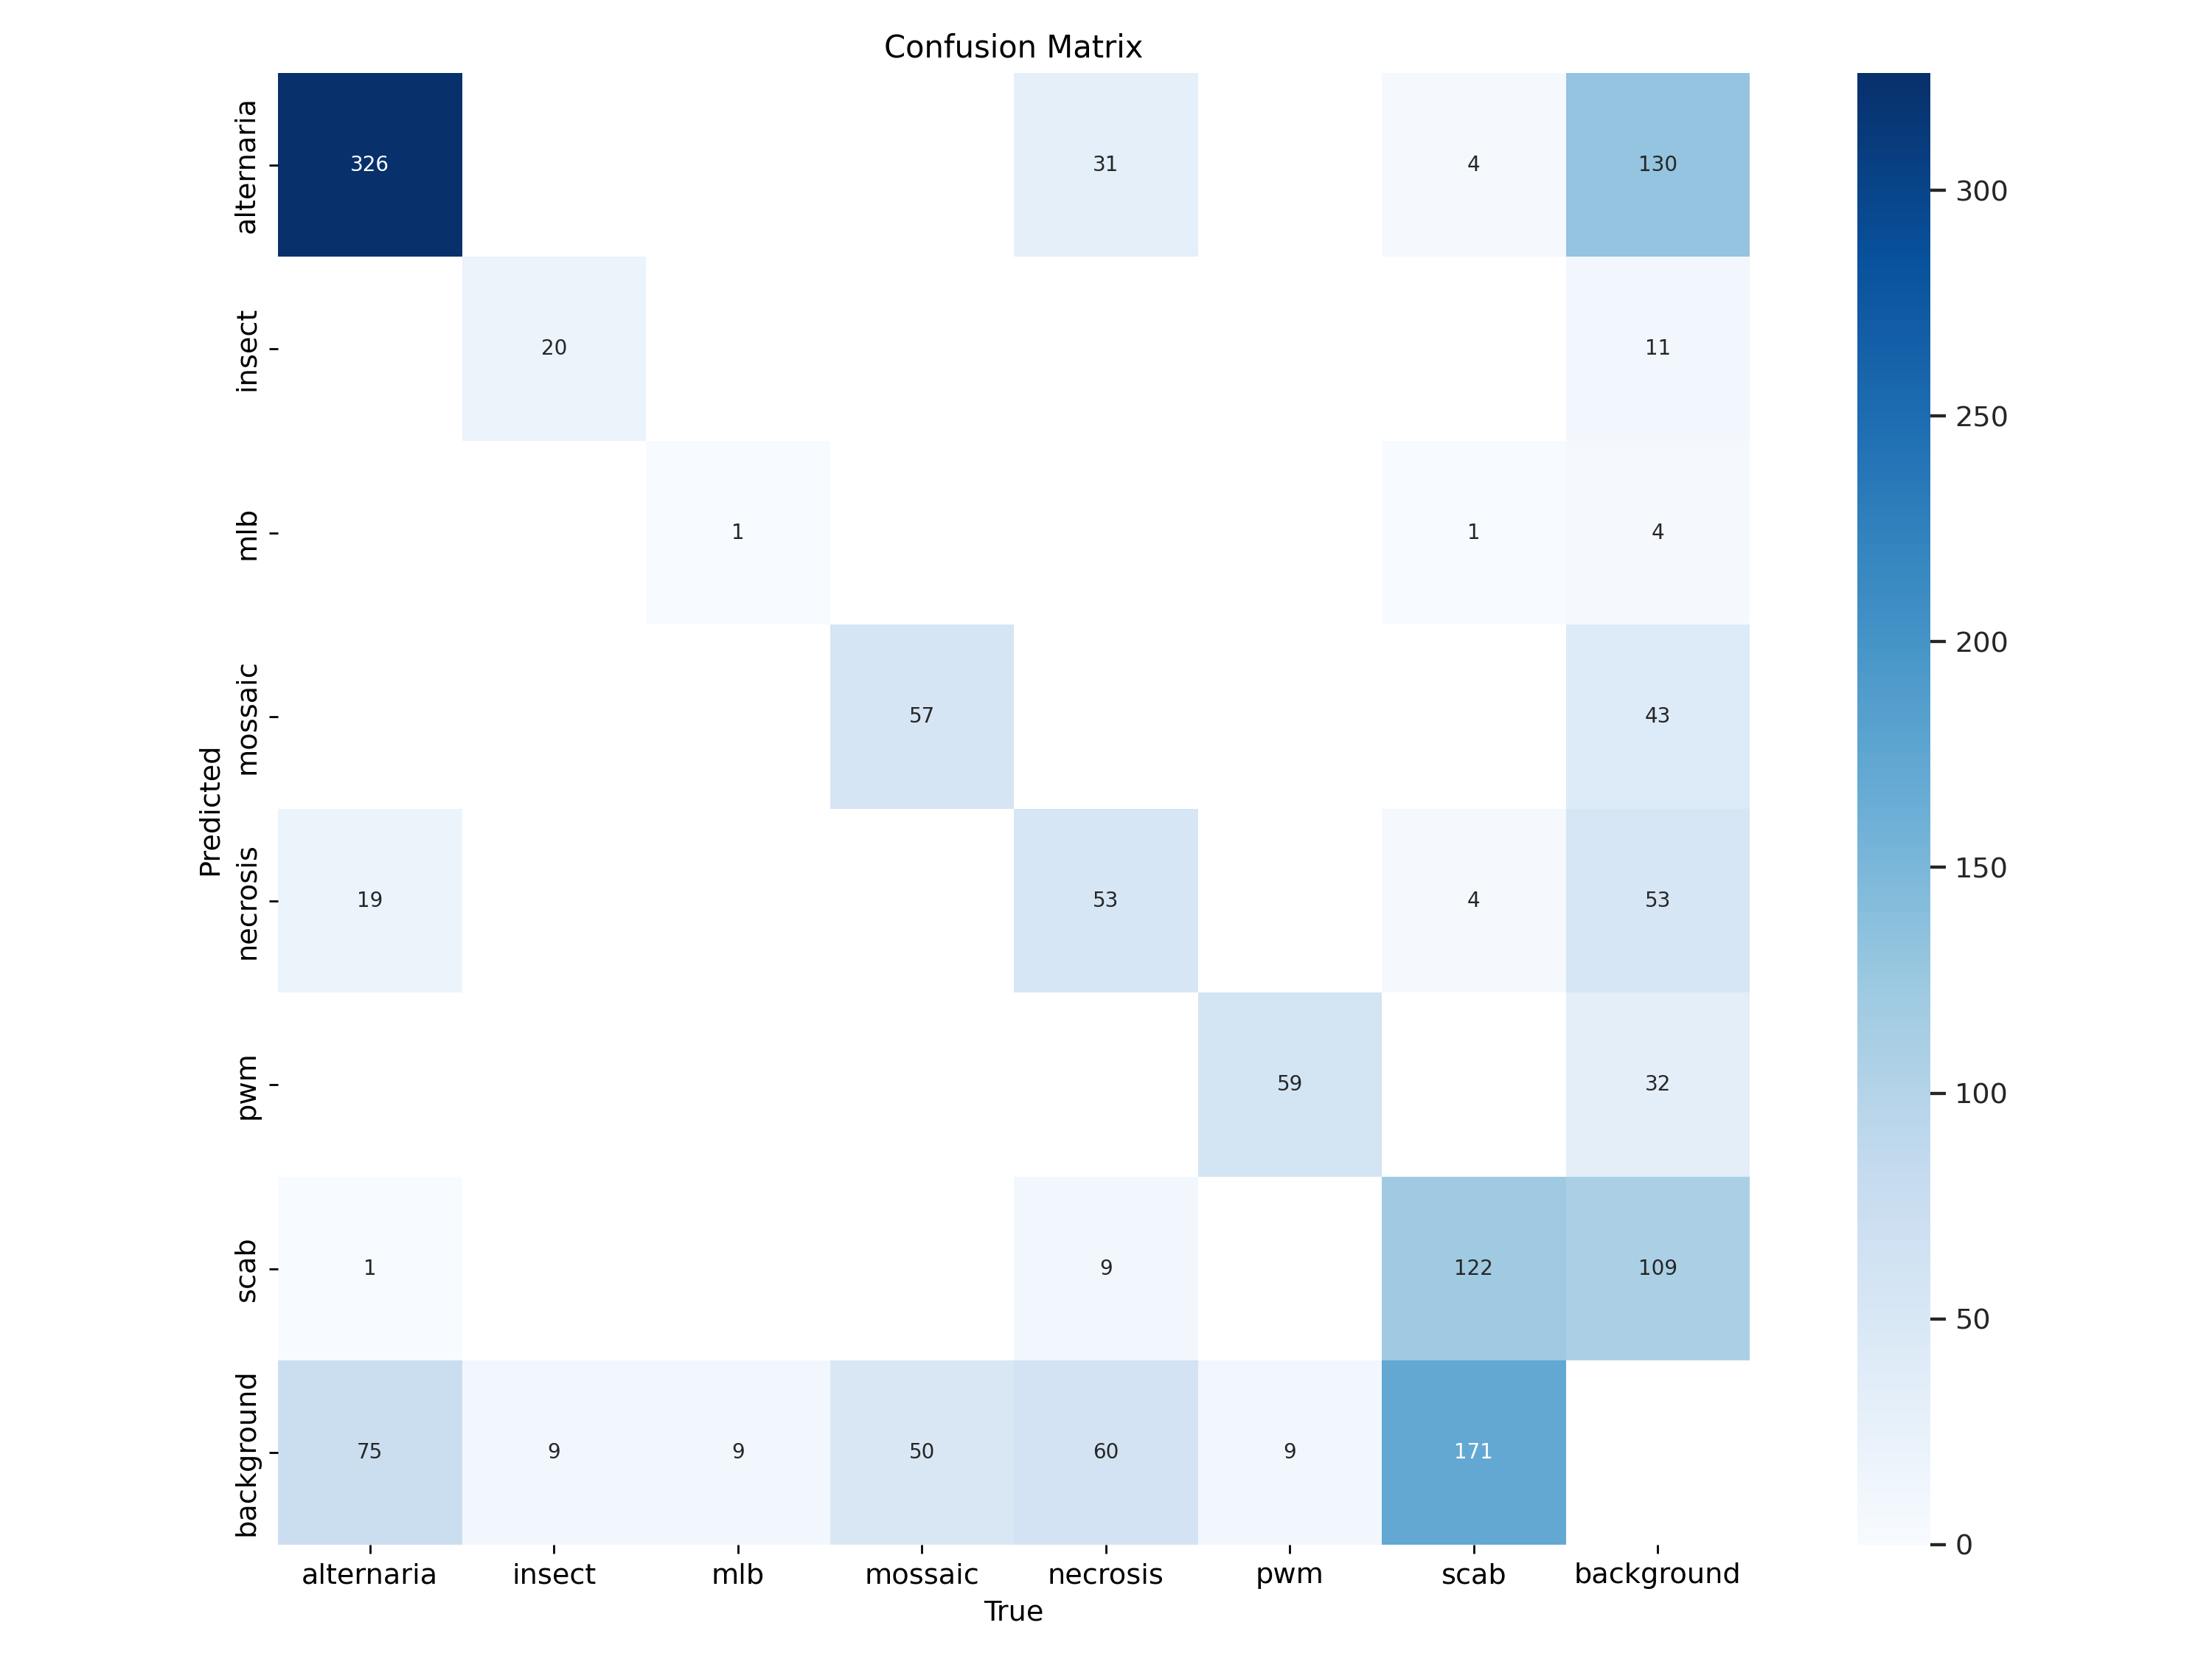 Confusion Matrix
alternaria 326 31 4 130
insect 20 11
mlb 1 1 4
mossaic 57 43
necrosis 19 53 4 53
pwm 59 32
scab 1 9 122 109
background 75 9 9 50 60 9 171
alternaria insect mlb mossaic necrosis pwm scab background
True
Predicted
300
250
200
150
100
50
0